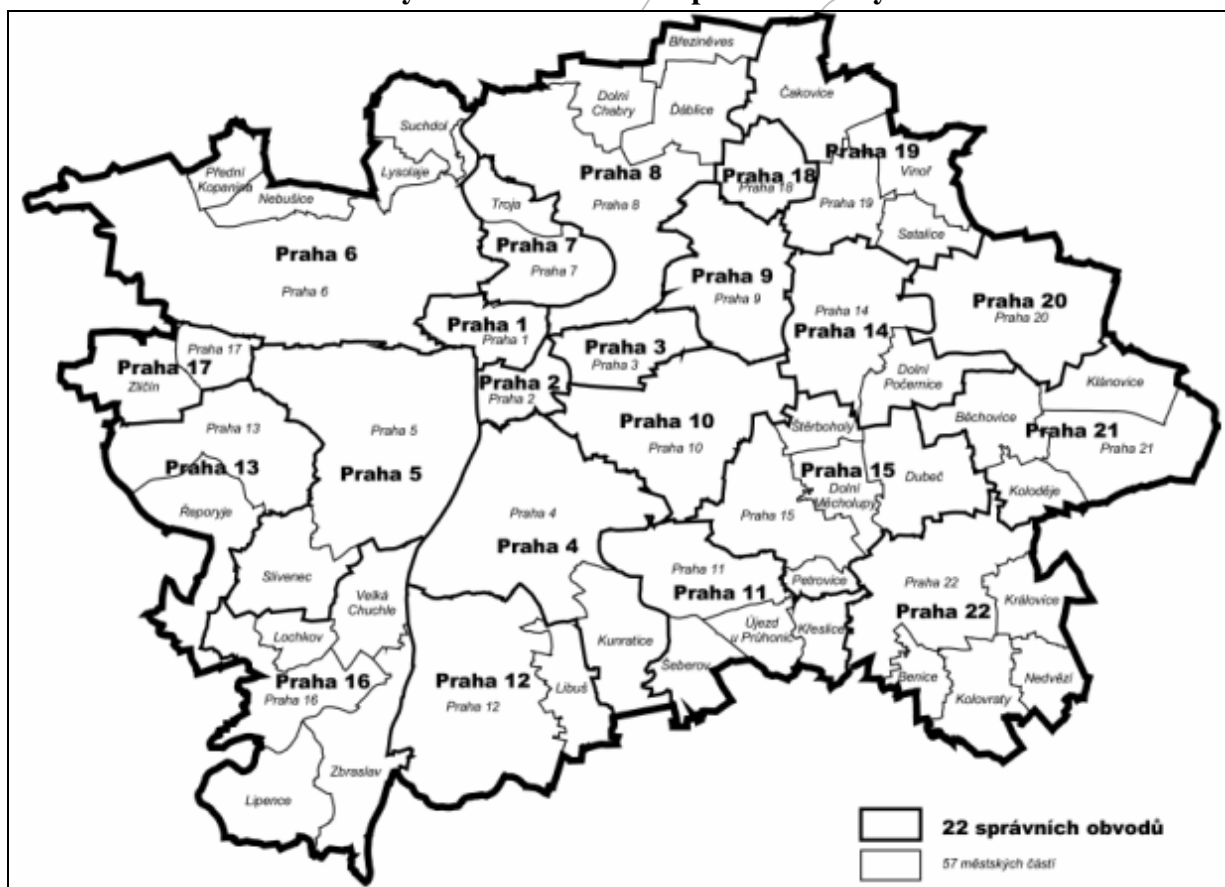 Březiněves
Čakovice
Dolní
Chabry
Ďáblice
Suchdol
Lysolaje
Přední
Kopanina
Nebušice
Praha 8
Praha 8
Praha 18
Praha 18
Praha 19
Vinoř
Praha 19
Satalice
Troja
Praha 7
Praha 7
Praha 6
Praha 6
Praha 9
Praha 9
Praha 14
Praha 14
Praha 20
Praha 20
Praha 1
Praha 1
Praha 3
Praha 3
Praha 2
Praha 2
Praha 17
Praha 17
Zličín
Dolní
Počernice
Klánovice
Běchovice
Praha 21
Praha 21
Koloděje
Praha 10
Praha 10
Štěrboholy
Praha 15
Dolní
Měcholupy
Praha 15
Dubeč
Praha 13
Praha 13
Řeporyje
Praha 5
Praha 5
Praha 4
Praha 4
Slivenec
Velká
Chuchle
Lochkov
Praha 11
Praha 11
Petrovice
Újezd
u Průhonic
Křeslice
Kunratice
Šeberov
Praha 22
Praha 22
Královice
Benice
Kolovraty
Nedvězí
Praha 16
Praha 16
Praha 12
Praha 12
Libuš
Zbraslav
Lipence
22 správních obvodů
57 městských částí